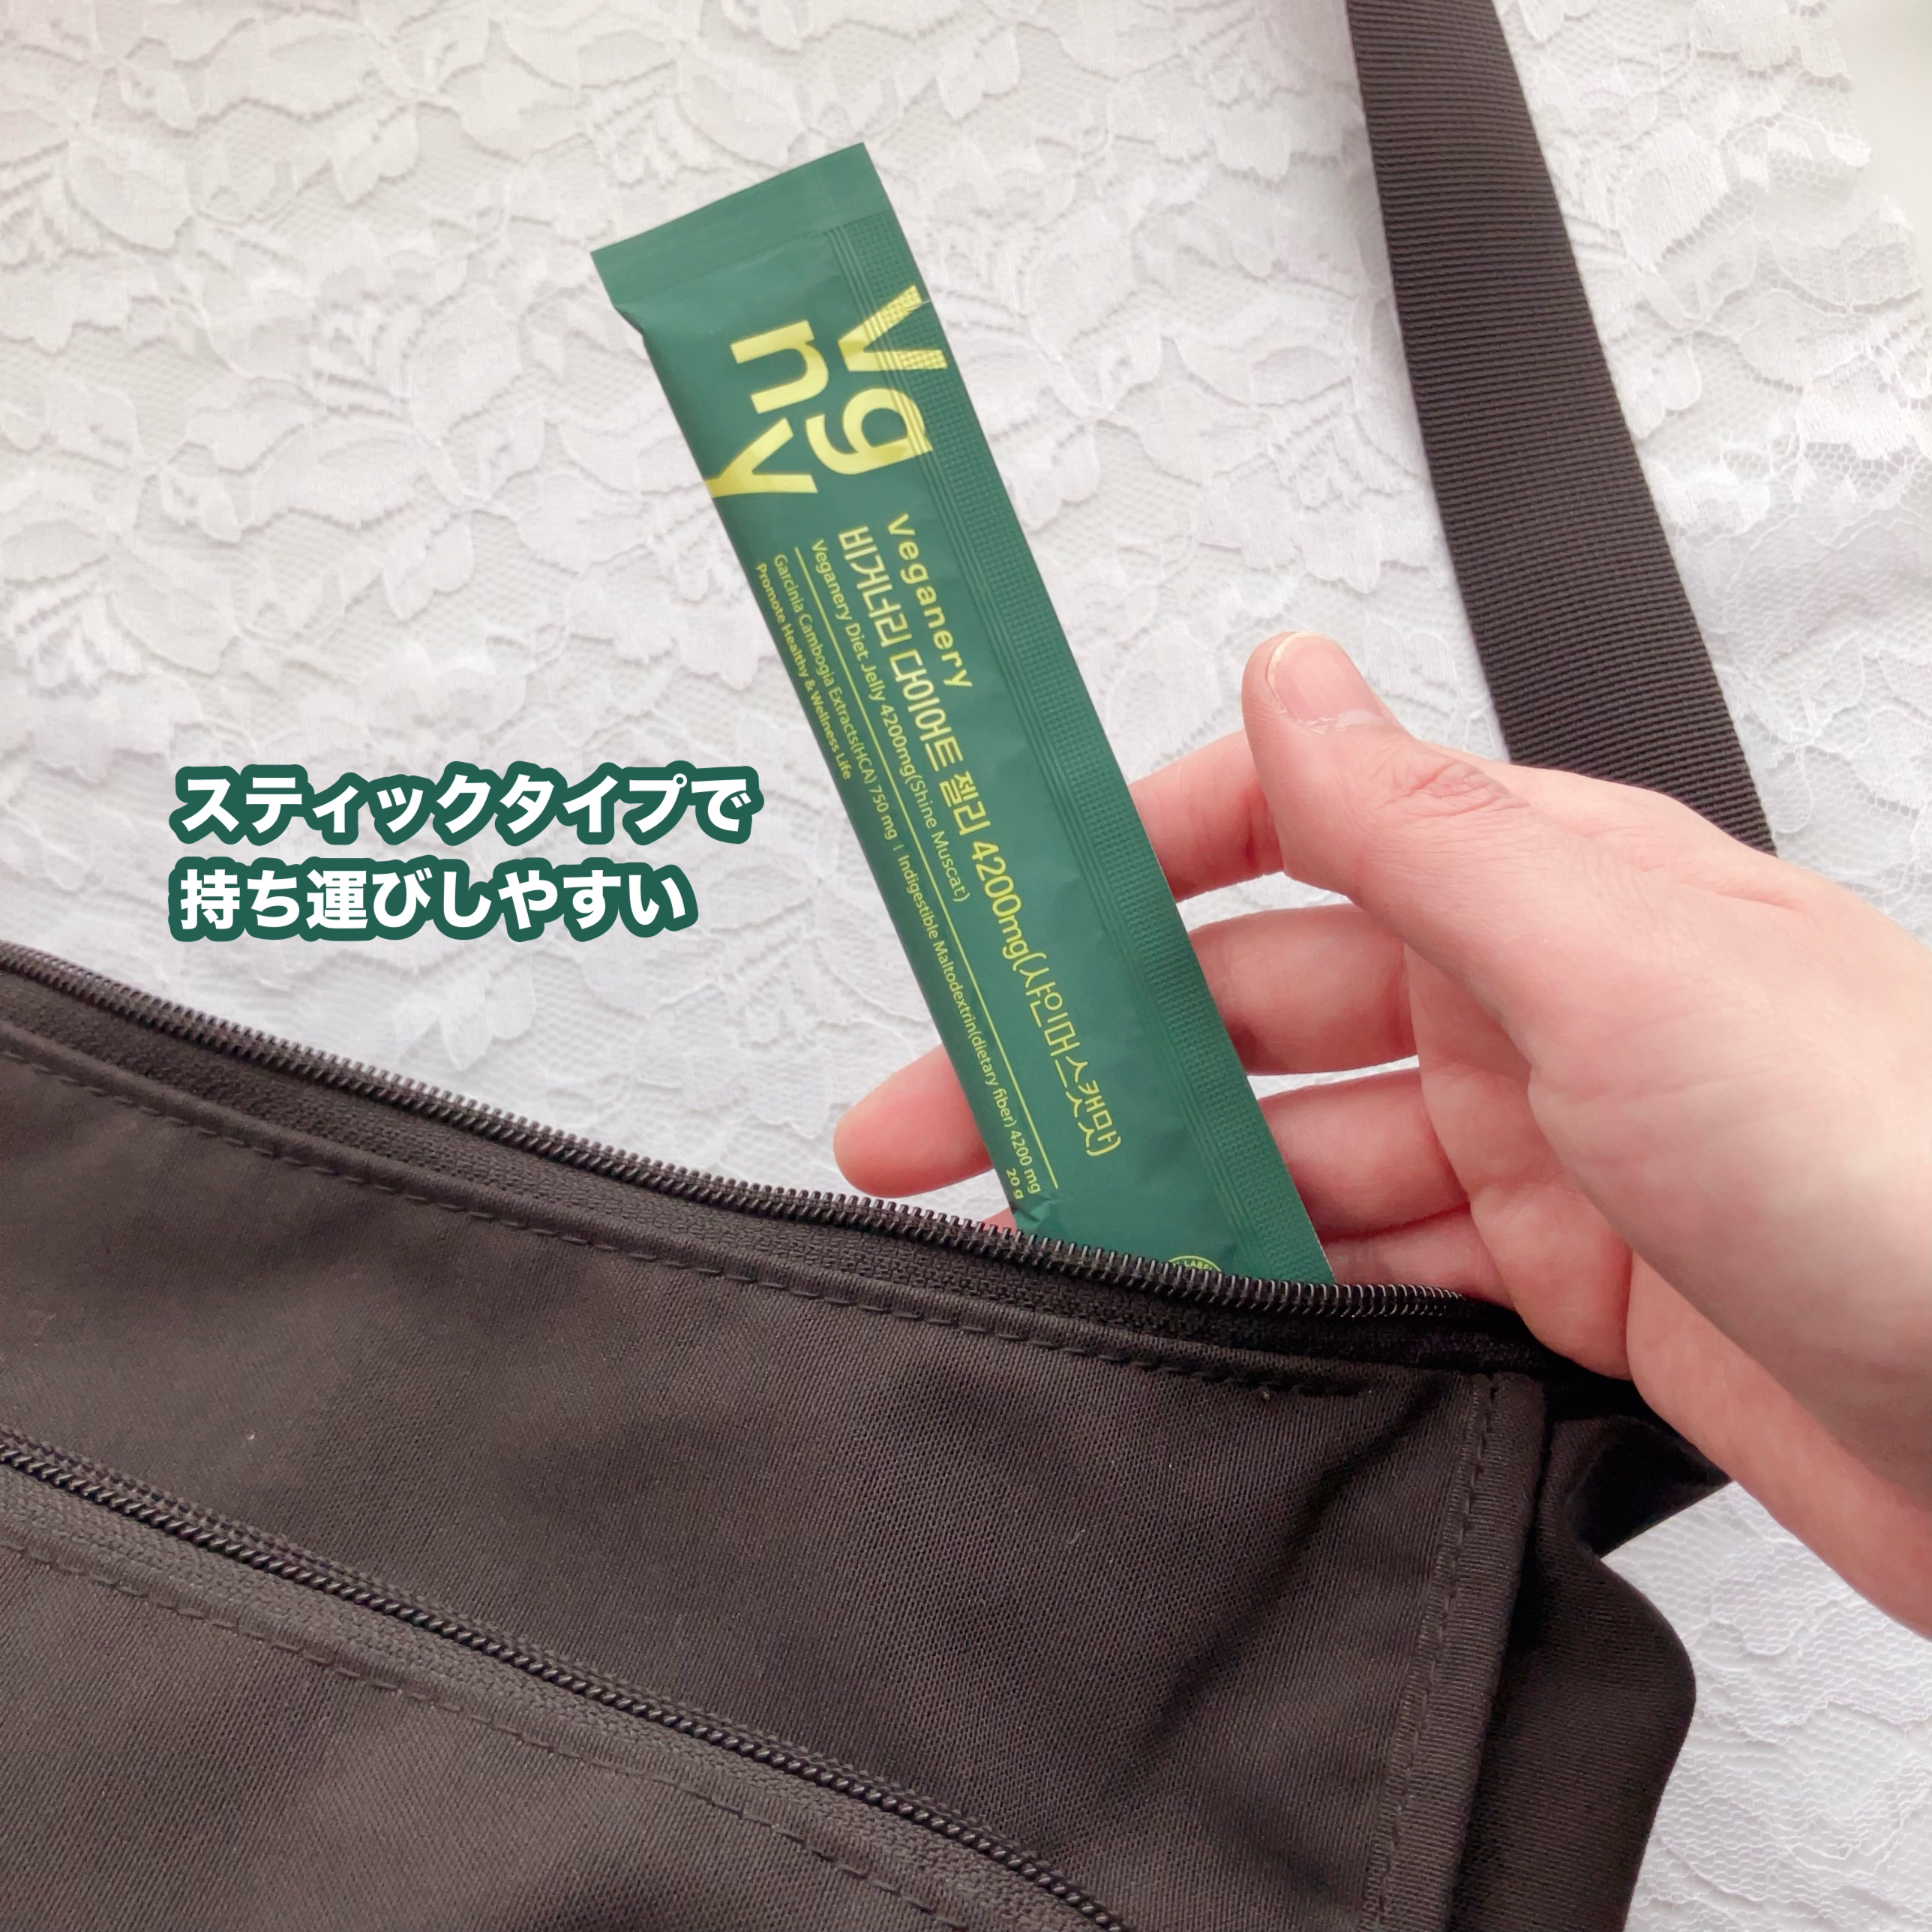 Vg
ny
veganery
비거너리 다이어트 젤리 4200mg(샤인머스캣맛)
Veganery Diet Jelly 4200mg(Shine Muscat)
Garcinia Cambogia Extracts(HCA) 750 mg | Indigestible Maltodextrin(dietary fiber) 4200 mg
Promote Healthy & Wellness Life
20 g
スティックタイプで
持ち運びしやすい